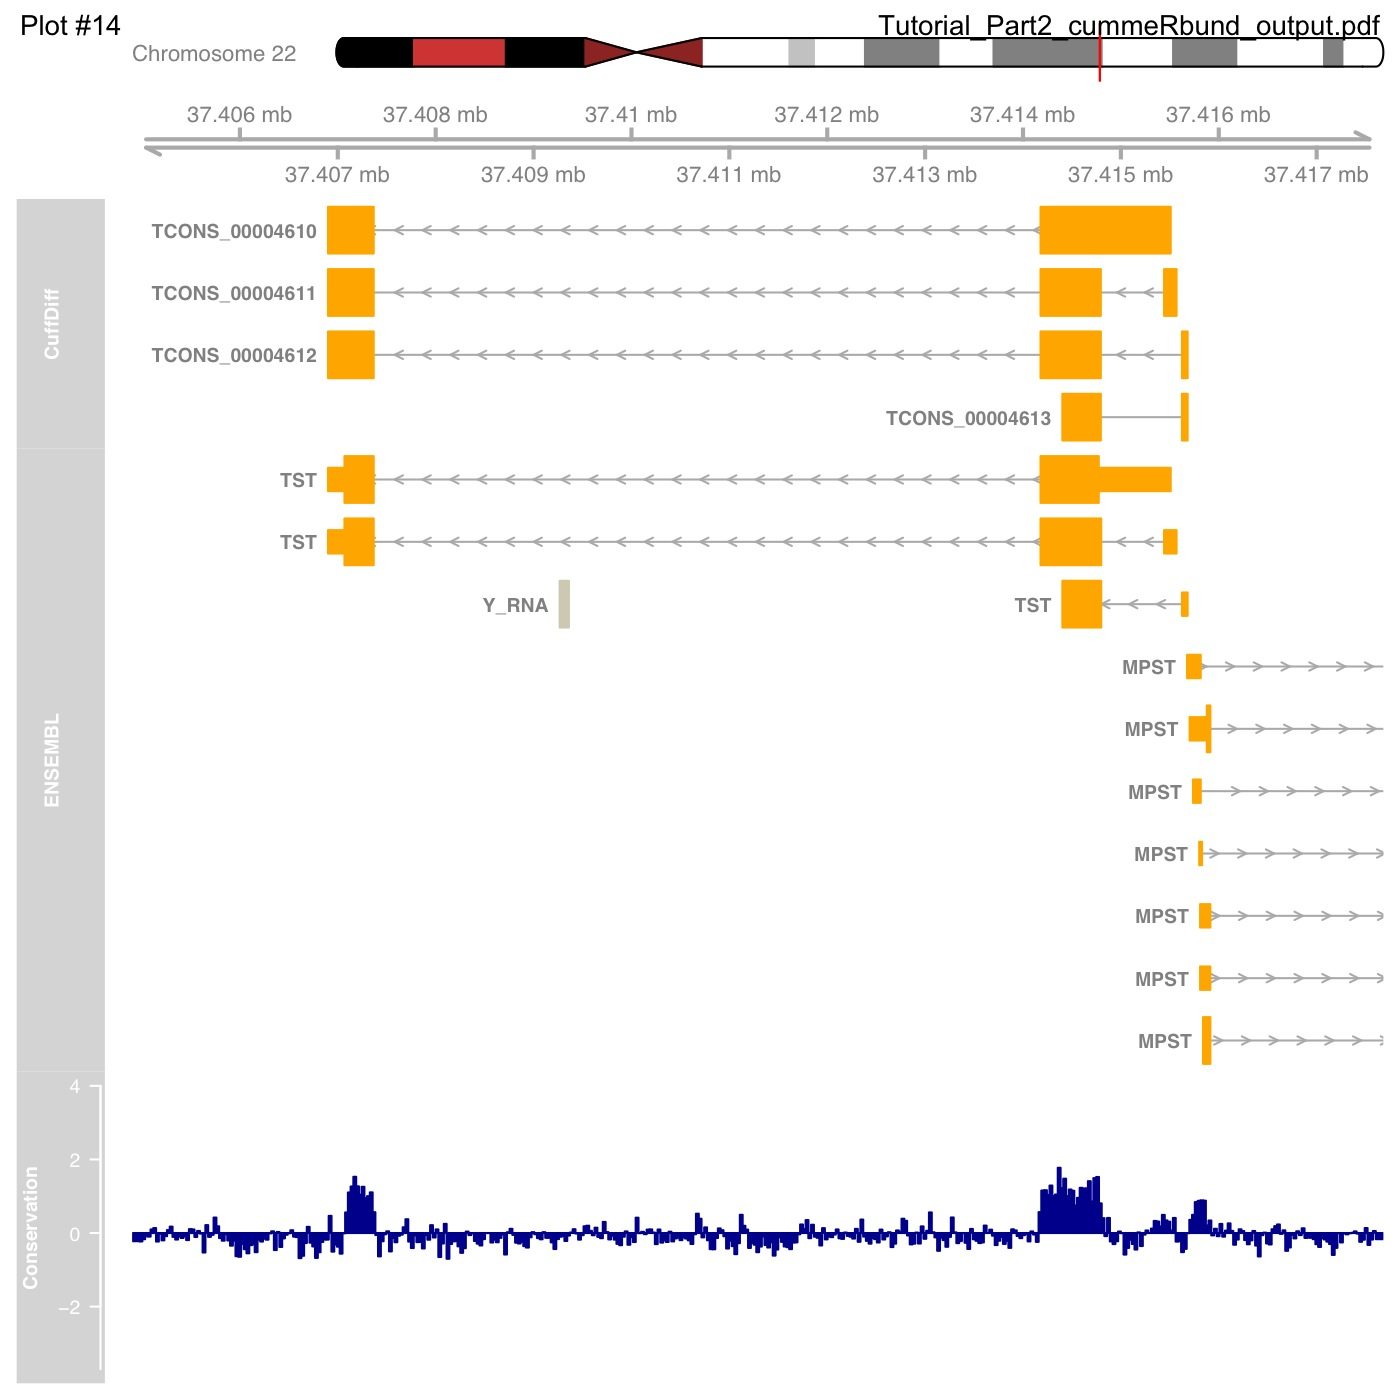 Plot #14
Tutorial_Part2_cummeRbund_output.pdf
Chromosome 22
37.406 mb 37.408 mb 37.41 mb 37.412 mb 37.414 mb 37.416 mb
37.407 mb 37.409 mb 37.411 mb 37.413 mb 37.415 mb 37.417 mb
CuffDiff
TCONS_00004610
TCONS_00004611
TCONS_00004612
TCONS_00004613
ENSEMBL
TST
TST
Y_RNA TST
MPST
MPST
MPST
MPST
MPST
MPST
MPST
Conservation
4
2
0
−2